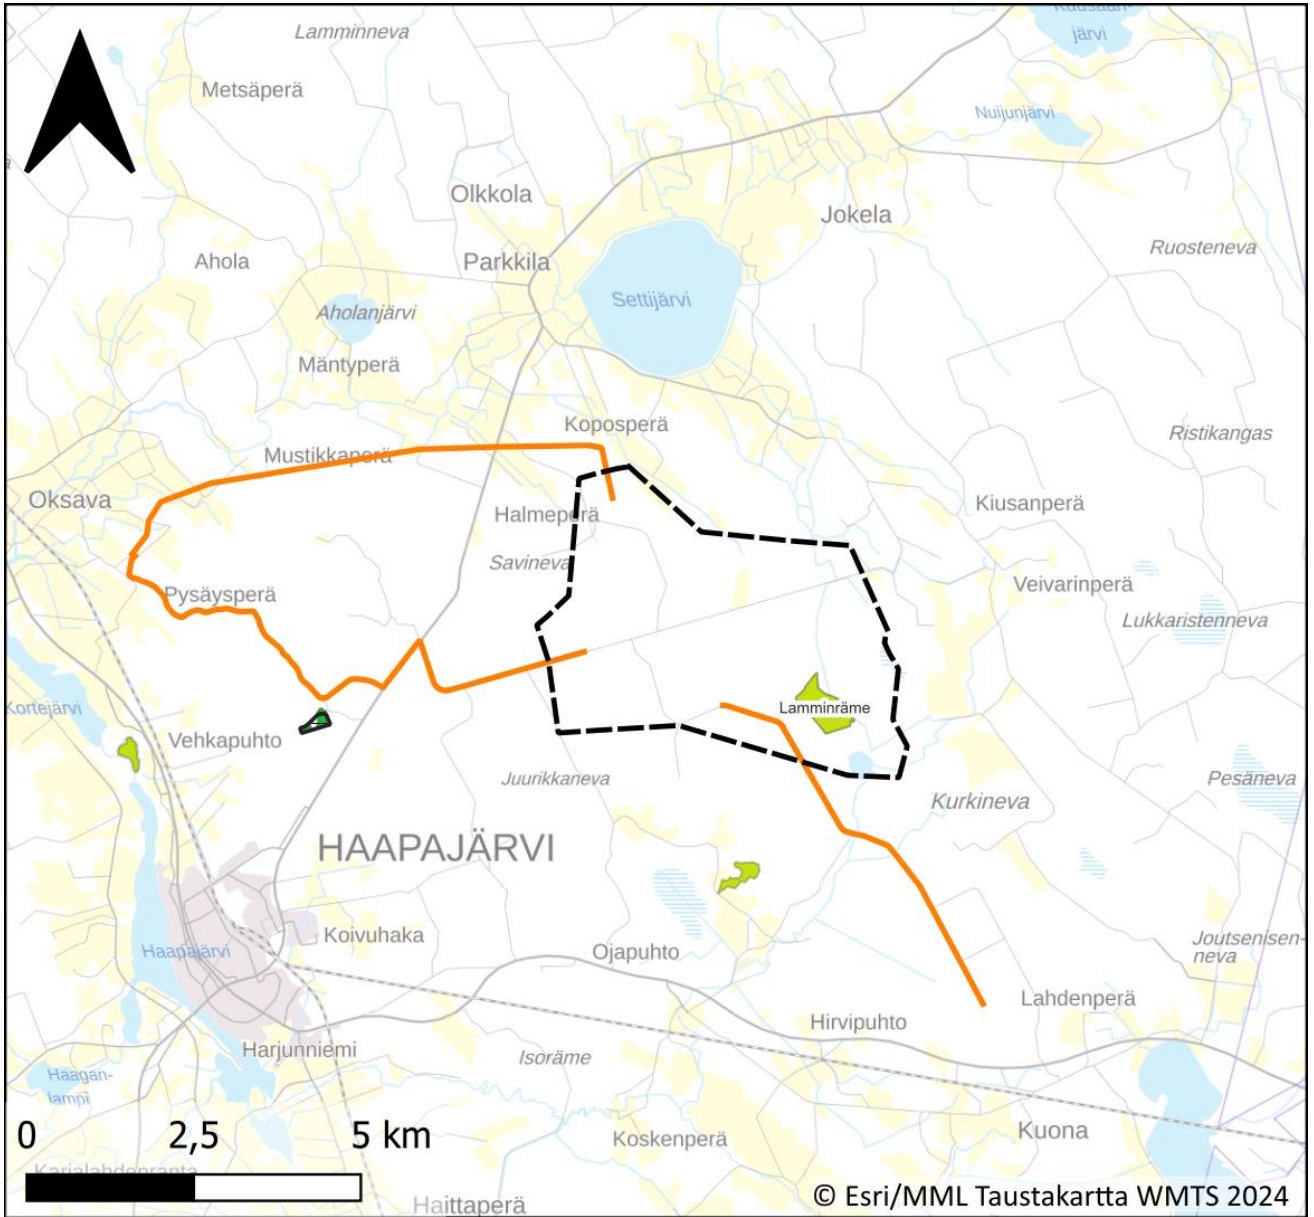 Lamminneva
järvi
Metsäperä
Nuijunjärvi
Olkkola
Jokela
Ruosteneva
Ahola
Parkkila
Settijärvi
Aholanjärvi
Mäntyperä
Koposperä
Ristikangas
Mustikkaperä
Oksava
Kiusanperä
Halmeperä
Savineva
Veivarinperä
Pysäysperä
Lukkaristenneva
Kortejärvi
Lamminräme
Vehkapuhto
Juurikkaneva
Pesäneva
Kurkineva
HAAPAJÄRVI
Koivuhaka
Haapajärvi
Ojapuhto
Joutsenisen-
neva
Lahdenperä
Hirvipuhto
Harjunniemi
Isoräme
Haagan-
lampi
0 2,5 5 km
Koskenperä
Kuona
Karjalahdenranta
Haittaperä
© Esri/MML Taustakartta WMTS 2024